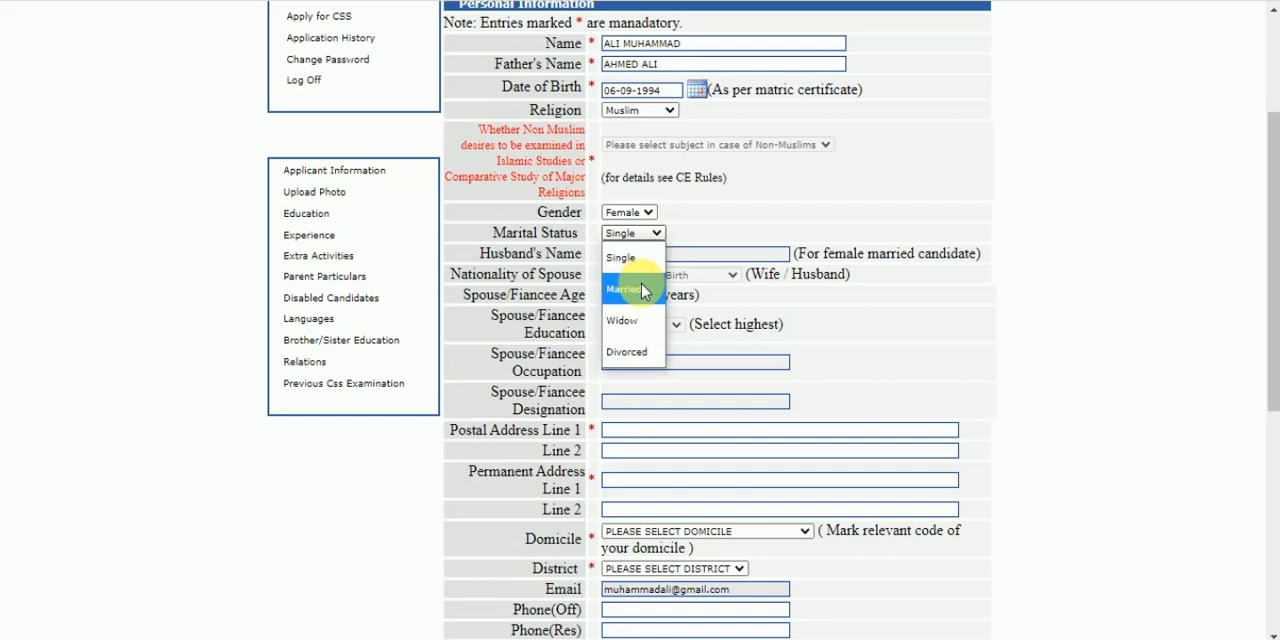 Personal Information
Apply for CSS
Application History
Change Password
Log Off
Applicant Information
Upload Photo
Education
Experience
Extra Activities
Parent Particulars
Disabled Candidates
Languages
Brother/Sister Education
Relations
Previous Css Examination
Note: Entries marked * are manadatory.
Name * ALI MUHAMMAD
Father's Name * AHMED ALI
Date of Birth * 06-09-1994 (As per matric certificate)
Religion Muslim
Whether Non Muslim
desires to be examined in
Islamic Studies or *
Comparative Study of Major
Religions
Please select subject in case of Non-Muslims
(for details see CE Rules)
Gender Female
Marital Status Single
Single
Married
Widow
Divorced
Husband's Name (For female married candidate)
Nationality of Spouse Birth (Wife / Husband)
Spouse/Fiancee Age years)
Spouse/Fiancee
Education
(Select highest)
Spouse/Fiancee
Occupation
Spouse/Fiancee
Designation
Postal Address Line 1 *
Line 2
Permanent Address
Line 1 *
Line 2
Domicile * PLEASE SELECT DOMICILE ( Mark relevant code of
your domicile )
District * PLEASE SELECT DISTRICT
Email muhammadali@gmail.com
Phone(Off)
Phone(Res)